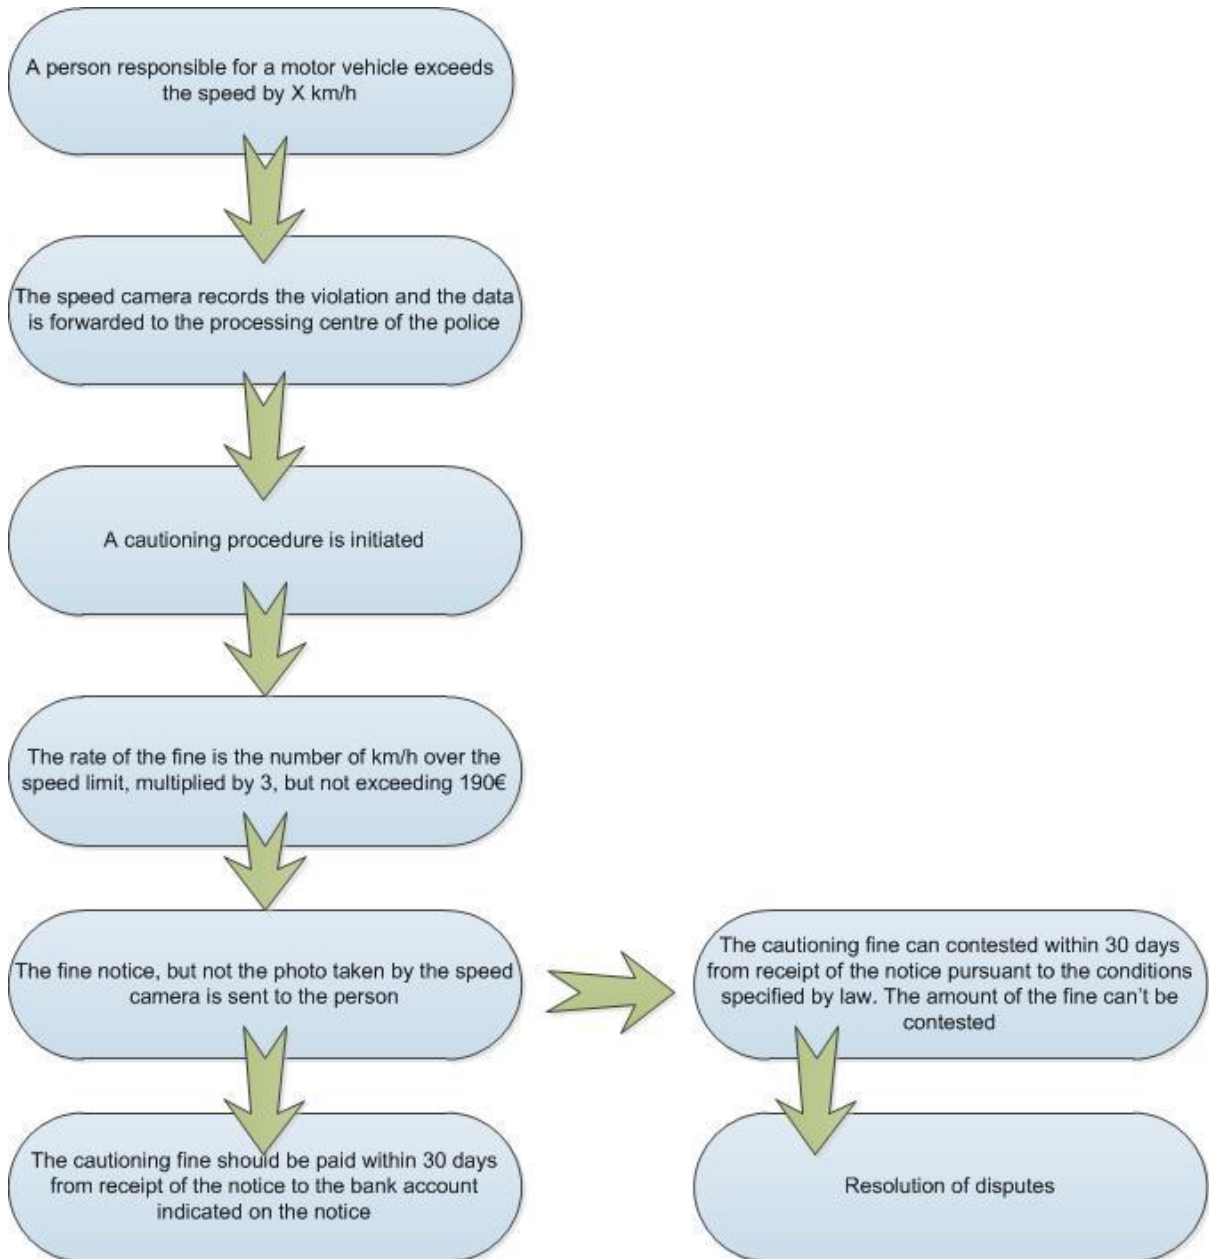 A person responsible for a motor vehicle exceeds
the speed by X km/h
The speed camera records the violation and the data
is forwarded to the processing centre of the police
A cautioning procedure is initiated
The rate of the fine is the number of km/h over the
speed limit, multiplied by 3, but not exceeding 190€
The fine notice, but not the photo taken by the speed
camera is sent to the person
The cautioning fine can contested within 30 days
from receipt of the notice pursuant to the conditions
specified by law. The amount of the fine can’t be
contested
The cautioning fine should be paid within 30 days
from receipt of the notice to the bank account
indicated on the notice
Resolution of disputes